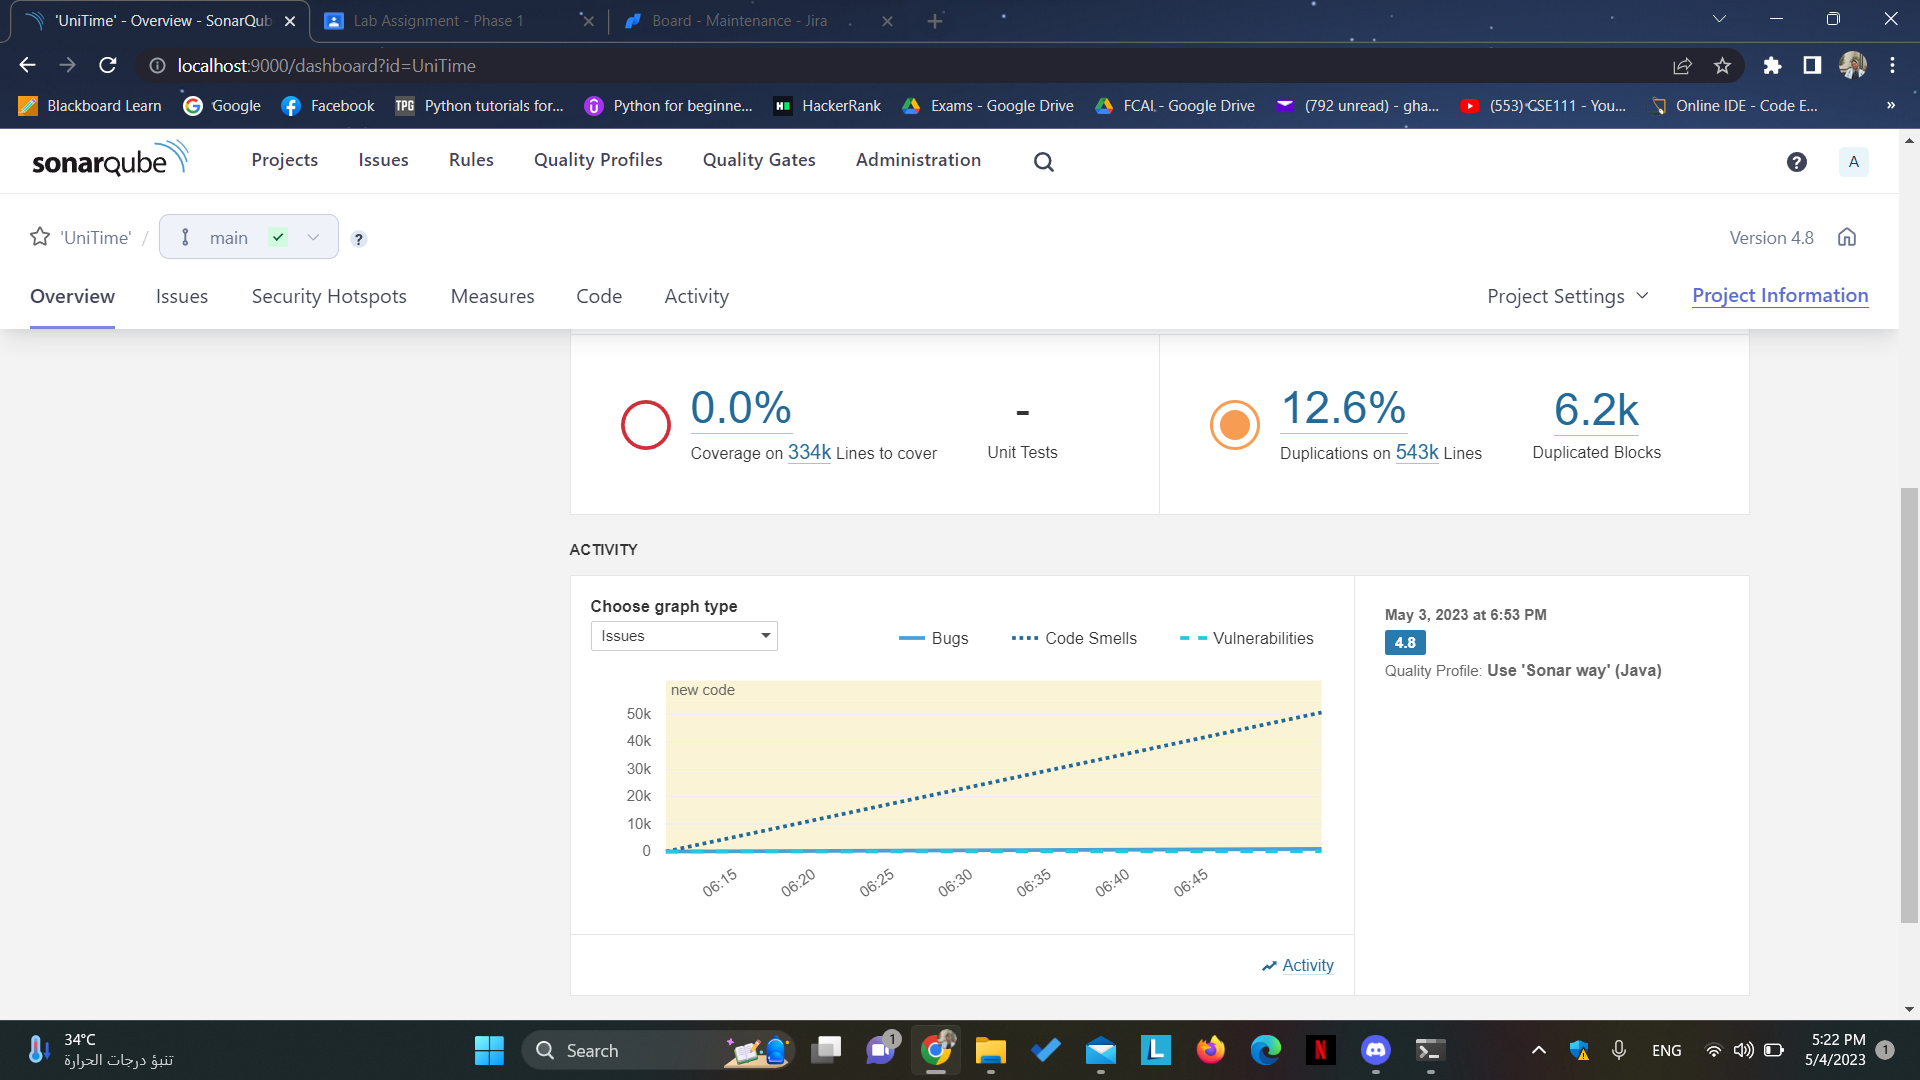 'UniTime' - Overview - SonarQub
Lab Assignment - Phase 1
Board - Maintenance - Jira
localhost:9000/dashboard?id=UniTime
Blackboard Learn
Google
Facebook
TPG Python tutorials for...
Python for beginne...
HackerRank
Exams - Google Drive
FCAI - Google Drive
(792 unread) - gha...
(553) CSE111 - You...
Online IDE - Code E...
»
sonarqube
Projects
Issues
Rules
Quality Profiles
Quality Gates
Administration
?
A
'UniTime' / main
?
Version 4.8
Overview
Issues
Security Hotspots
Measures
Code
Activity
Project Settings
Project Information
0.0%
Coverage on 334k Lines to cover
-
Unit Tests
12.6%
Duplications on 543k Lines
6.2k
Duplicated Blocks
ACTIVITY
Choose graph type
Issues
Bugs
Code Smells
Vulnerabilities
new code
50k
40k
30k
20k
10k
0
06:15
06:20
06:25
06:30
06:35
06:40
06:45
Activity
May 3, 2023 at 6:53 PM
4.8
Quality Profile: Use 'Sonar way' (Java)
34°C
تنبؤ درجات الحرارة
Search
1
L
N
ENG
5:22 PM
5/4/2023
1